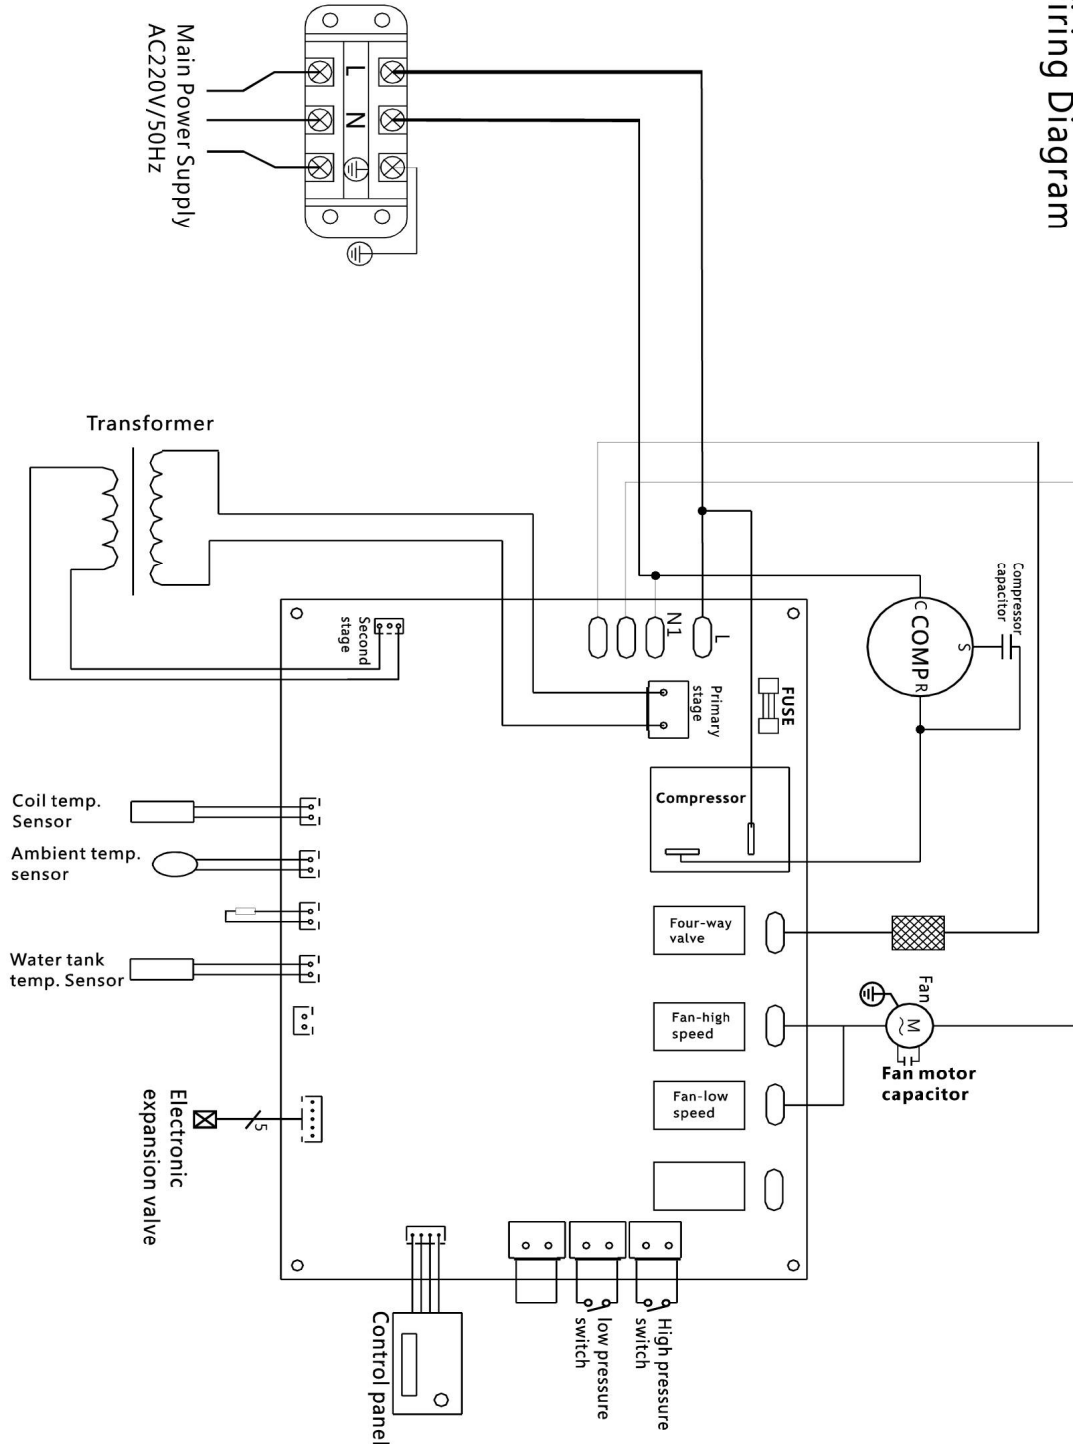 iring Diagram
Main Power Supply
AC220V/50Hz
L
N
Transformer
Compressor
capacitor
C
COMP
S
R
N1
L
Second
stage
Primary
stage
FUSE
Compressor
Coil temp.
Sensor
Ambient temp.
sensor
Four-way
valve
Water tank
temp. Sensor
Fan
M
~
Fan-high
speed
Fan motor
capacitor
Fan-low
speed
Electronic
expansion valve
5
Control panel
low pressure
switch
High pressure
switch